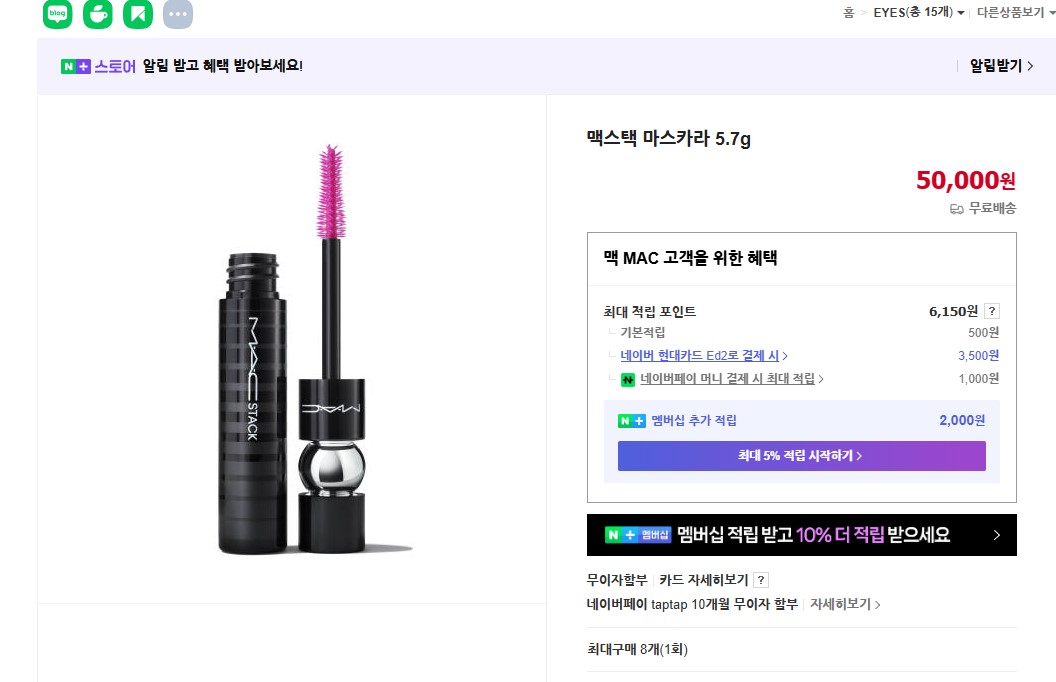 blog
홈 > EYES(총 15개) 다른상품보기
N+ 스토어 알림 받고 혜택 받아보세요!
알림받기 >
MAC STACK
MAC
맥스택 마스카라 5.7g
50,000원
무료배송
맥 MAC 고객을 위한 혜택
최대 적립 포인트 6,150원 ?
기본적립 500원
네이버 현대카드 Ed2로 결제 시 > 3,500원
N 네이버페이 머니 결제 시 최대 적립 > 1,000원
N+ 멤버십 추가 적립 2,000원
최대 5% 적립 시작하기 >
N+ 멤버십 멤버십 적립 받고 10% 더 적립 받으세요 >
무이자할부 카드 자세히보기 ?
네이버페이 taptap 10개월 무이자 할부 자세히보기 >
최대구매 8개(1회)